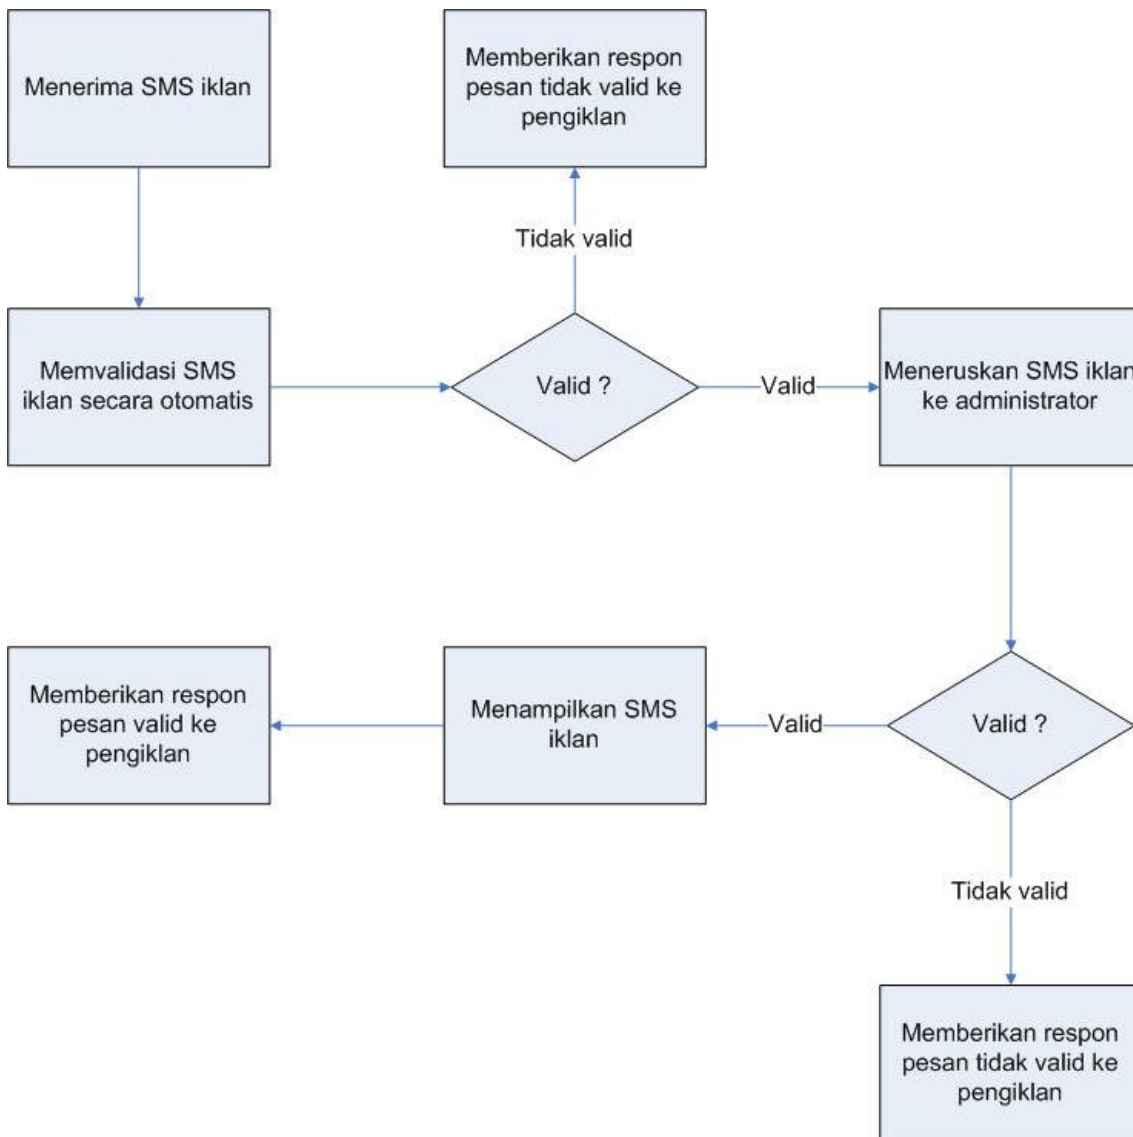 Menerima SMS iklan
Memberikan respon
pesan tidak valid ke
pengiklan
Tidak valid
Memvalidasi SMS
iklan secara otomatis
Valid ?
Valid
Meneruskan SMS iklan
ke administrator
Memberikan respon
pesan valid ke
pengiklan
Menampilkan SMS
iklan
Valid
Valid ?
Tidak valid
Memberikan respon
pesan tidak valid ke
pengiklan